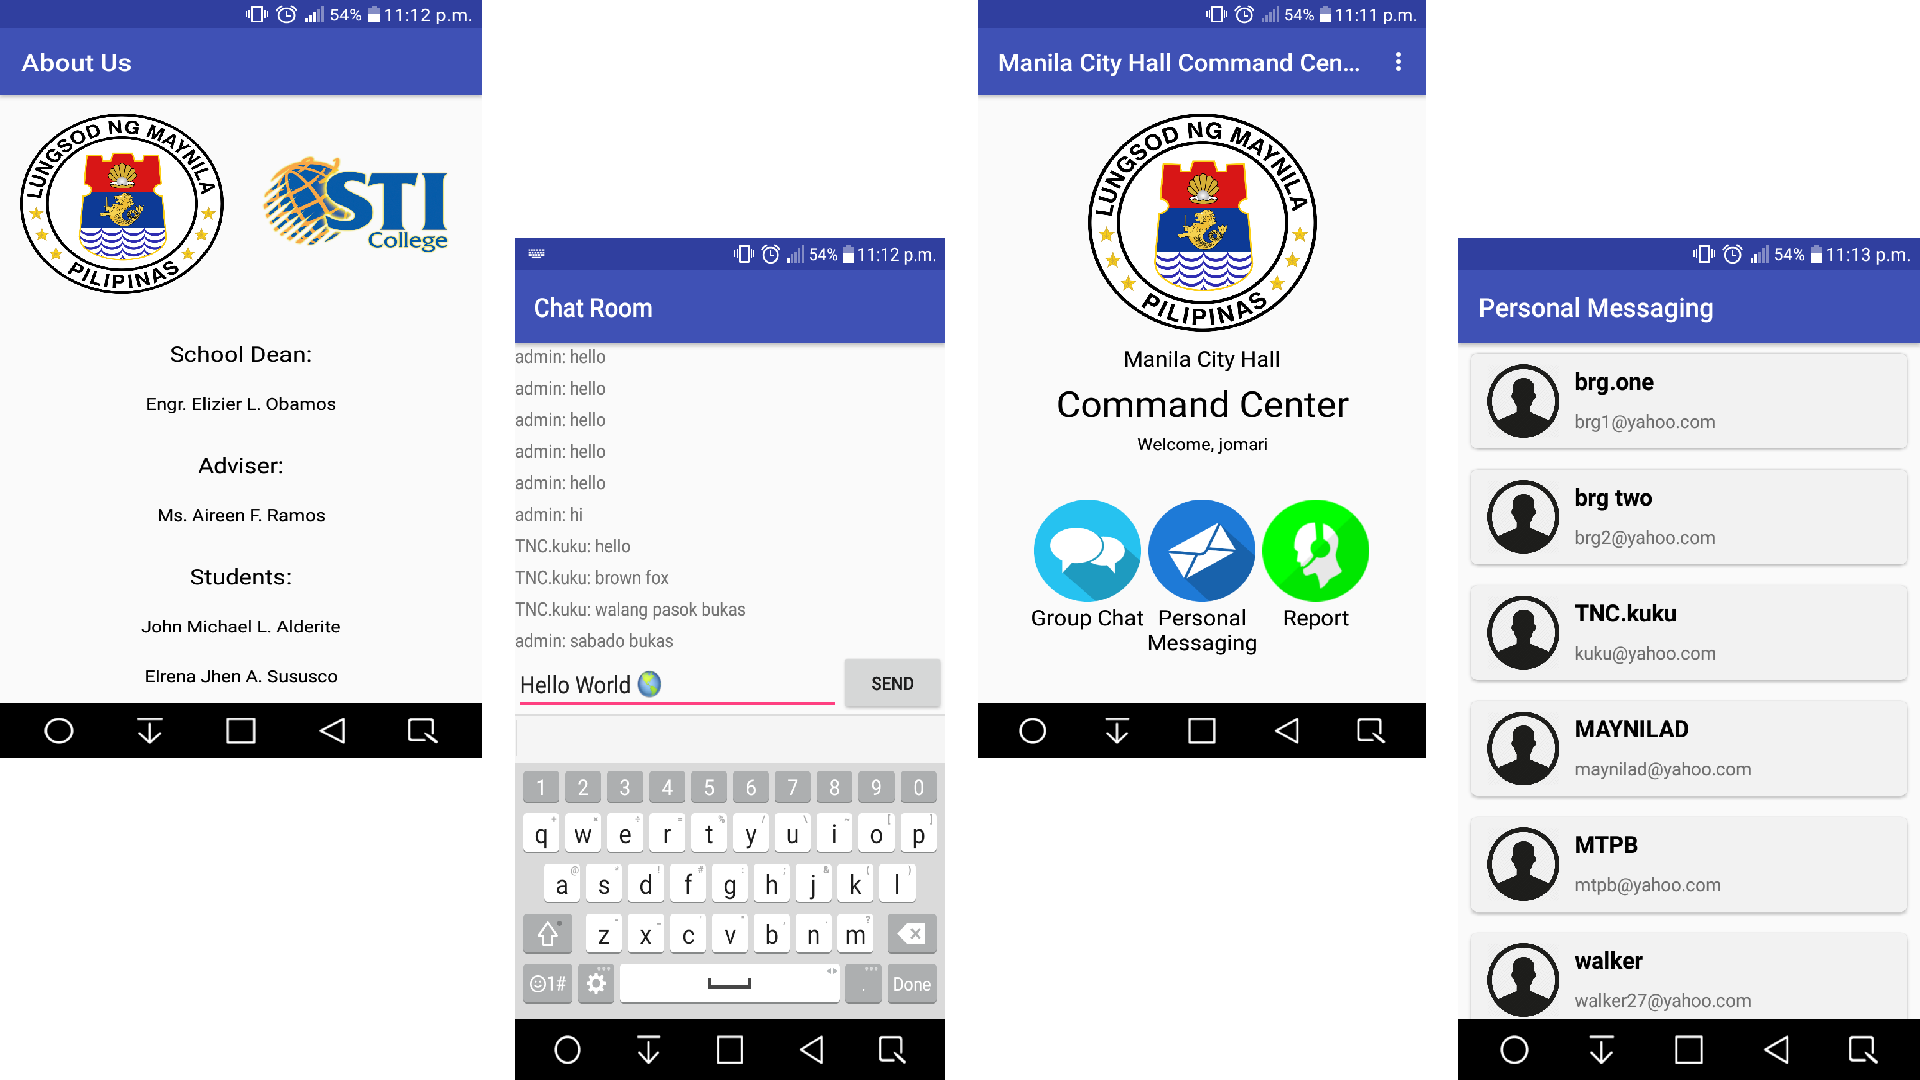 54% 11:12 p.m.
About Us
LUNGSOD NG MAYNILA
PILIPINAS
STI
College
School Dean:
Engr. Elizier L. Obamos
Adviser:
Ms. Aireen F. Ramos
Students:
John Michael L. Alderite
Elrena Jhen A. Sususco
54% 11:12 p.m.
Chat Room
admin: hello
admin: hello
admin: hello
admin: hello
admin: hello
admin: hi
TNC.kuku: hello
TNC.kuku: brown fox
TNC.kuku: walang pasok bukas
admin: sabado bukas
Hello World 🌎
SEND
1 2 3 4 5 6 7 8 9 0
q w e r t y u i o p
a s d f g h j k l
z x c v b n m
☺1# . Done
54% 11:11 p.m.
Manila City Hall Command Cen...
LUNGSOD NG MAYNILA
PILIPINAS
Manila City Hall
Command Center
Welcome, jomari
Group Chat
Personal
Messaging
Report
54% 11:13 p.m.
Personal Messaging
brg.one
brg1@yahoo.com
brg two
brg2@yahoo.com
TNC.kuku
kuku@yahoo.com
MAYNILAD
maynilad@yahoo.com
MTPB
mtpb@yahoo.com
walker
walker27@yahoo.com